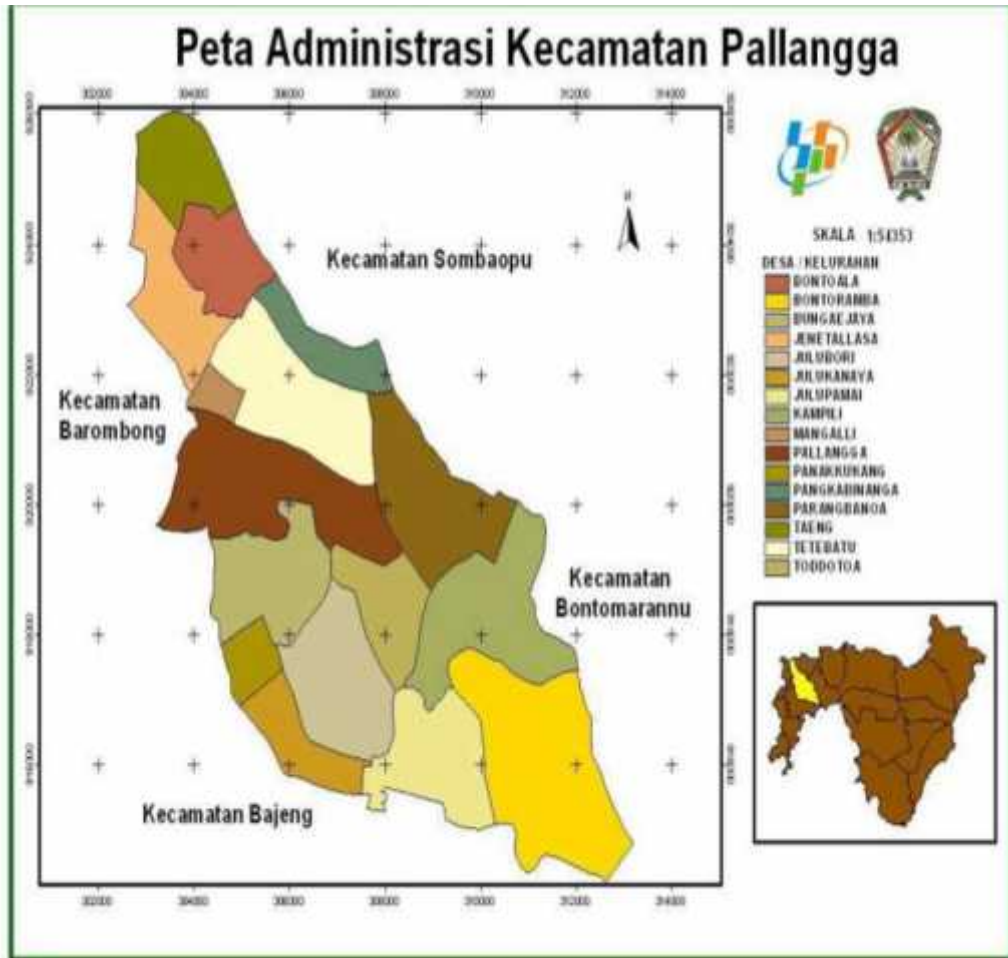 Peta Administrasi Kecamatan Pallangga
Kecamatan Sombaopu
Kecamatan
Barombong
Kecamatan
Bontomarannu
Kecamatan Bajeng
N
SKALA 1:54353
DESA / KELURAHAN
BONTOALA
BONTORAMBA
BUNGAEJAYA
JENETALLASA
JULUBORI
JULUKANAYA
JULUPAMAI
KAMPILI
MANGALLI
PALLANGGA
PANAKKUKANG
PANGKABINANGA
PARANGBANOA
TAENG
TETEBATU
TODDOTOA